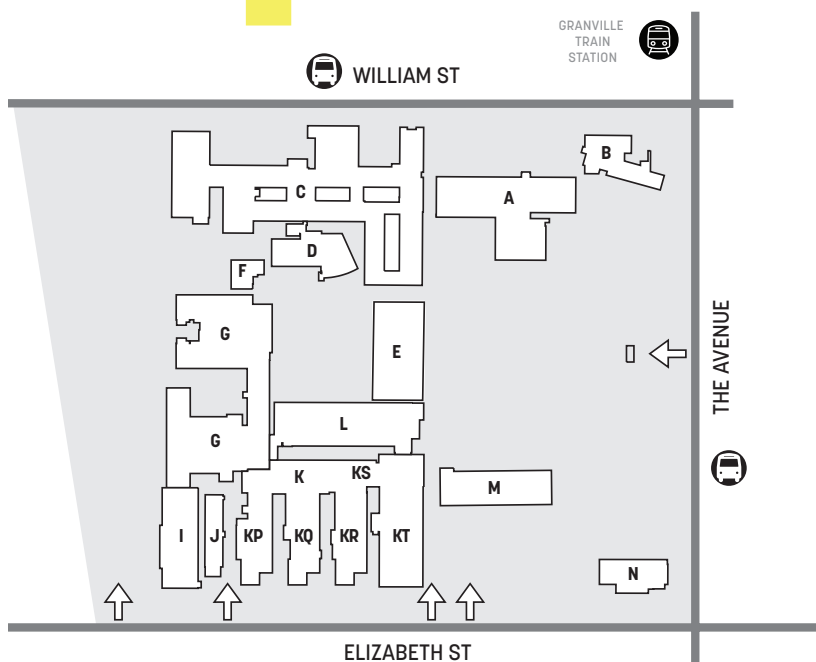 GRANVILLE
TRAIN
STATION
WILLIAM ST
B
C
A
D
F
G
E
THE AVENUE
L
G
K
KS
M
I
J
KP
KQ
KR
KT
N
ELIZABETH ST